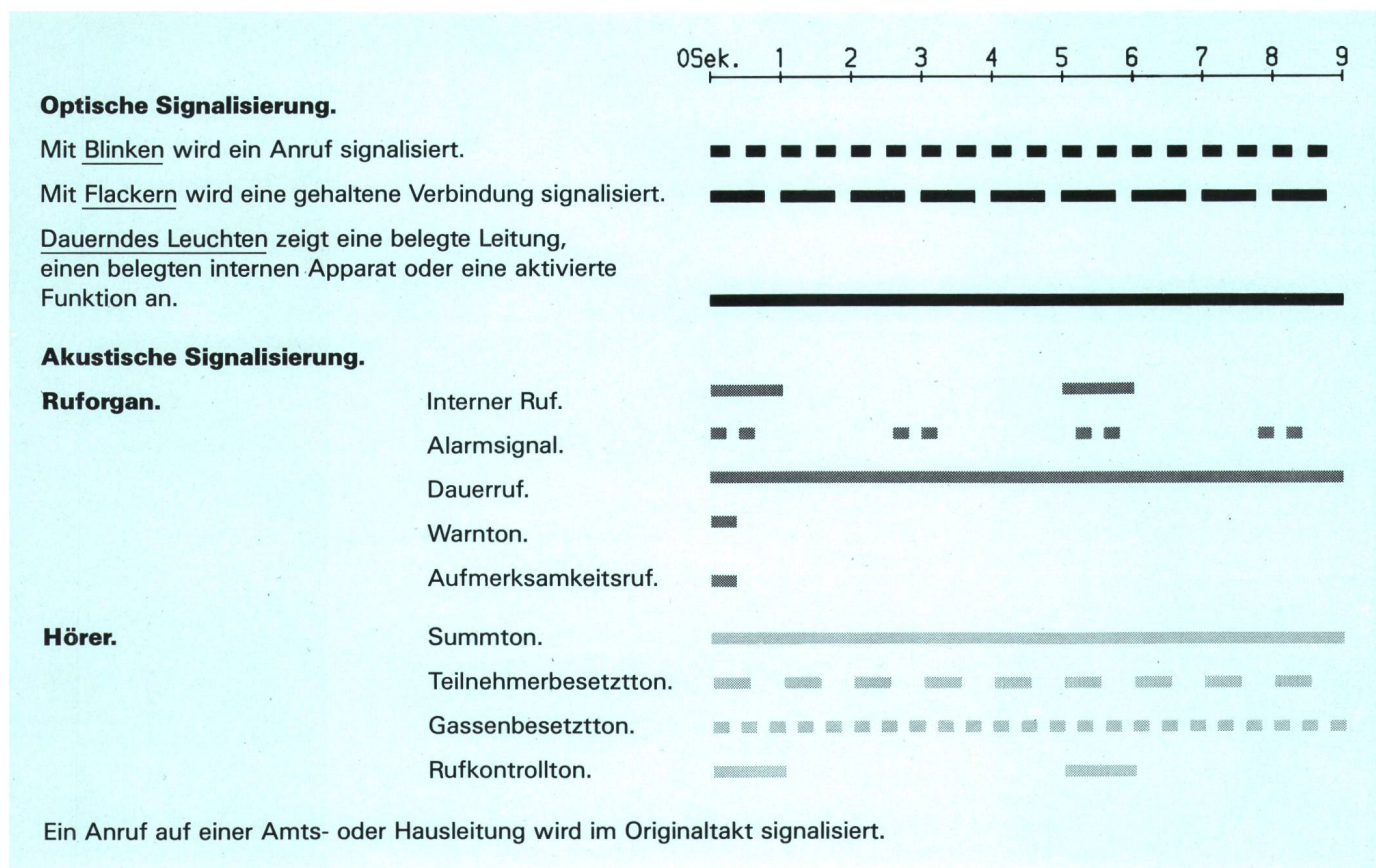 0Sek. 1 2 3 4 5 6 7 8 9
Optische Signalisierung.
Mit Blinken wird ein Anruf signalisiert.
Mit Flackern wird eine gehaltene Verbindung signalisiert.
Dauerndes Leuchten zeigt eine belegte Leitung,
einen belegten internen Apparat oder eine aktivierte
Funktion an.
Akustische Signalisierung.
Ruforgan. Interner Ruf.
Alarmsignal.
Dauerruf.
Warnton.
Aufmerksamkeitsruf.
Hörer. Summton.
Teilnehmerbesetztton.
Gassenbesetztton.
Rufkontrollton.
Ein Anruf auf einer Amts- oder Hausleitung wird im Originaltakt signalisiert.